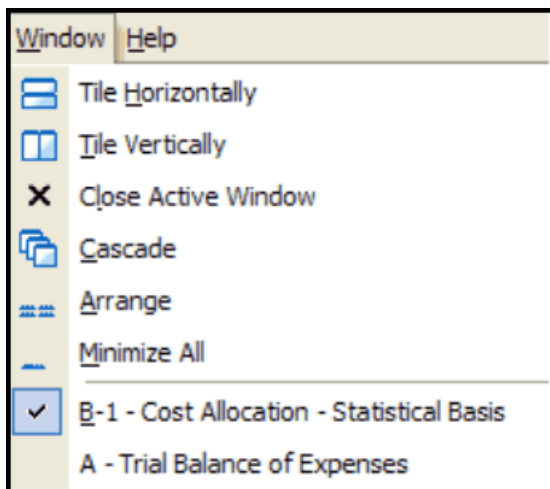 Window Help
Tile Horizontally
Tile Vertically
Close Active Window
Cascade
Arrange
Minimize All
B-1 - Cost Allocation - Statistical Basis
A - Trial Balance of Expenses